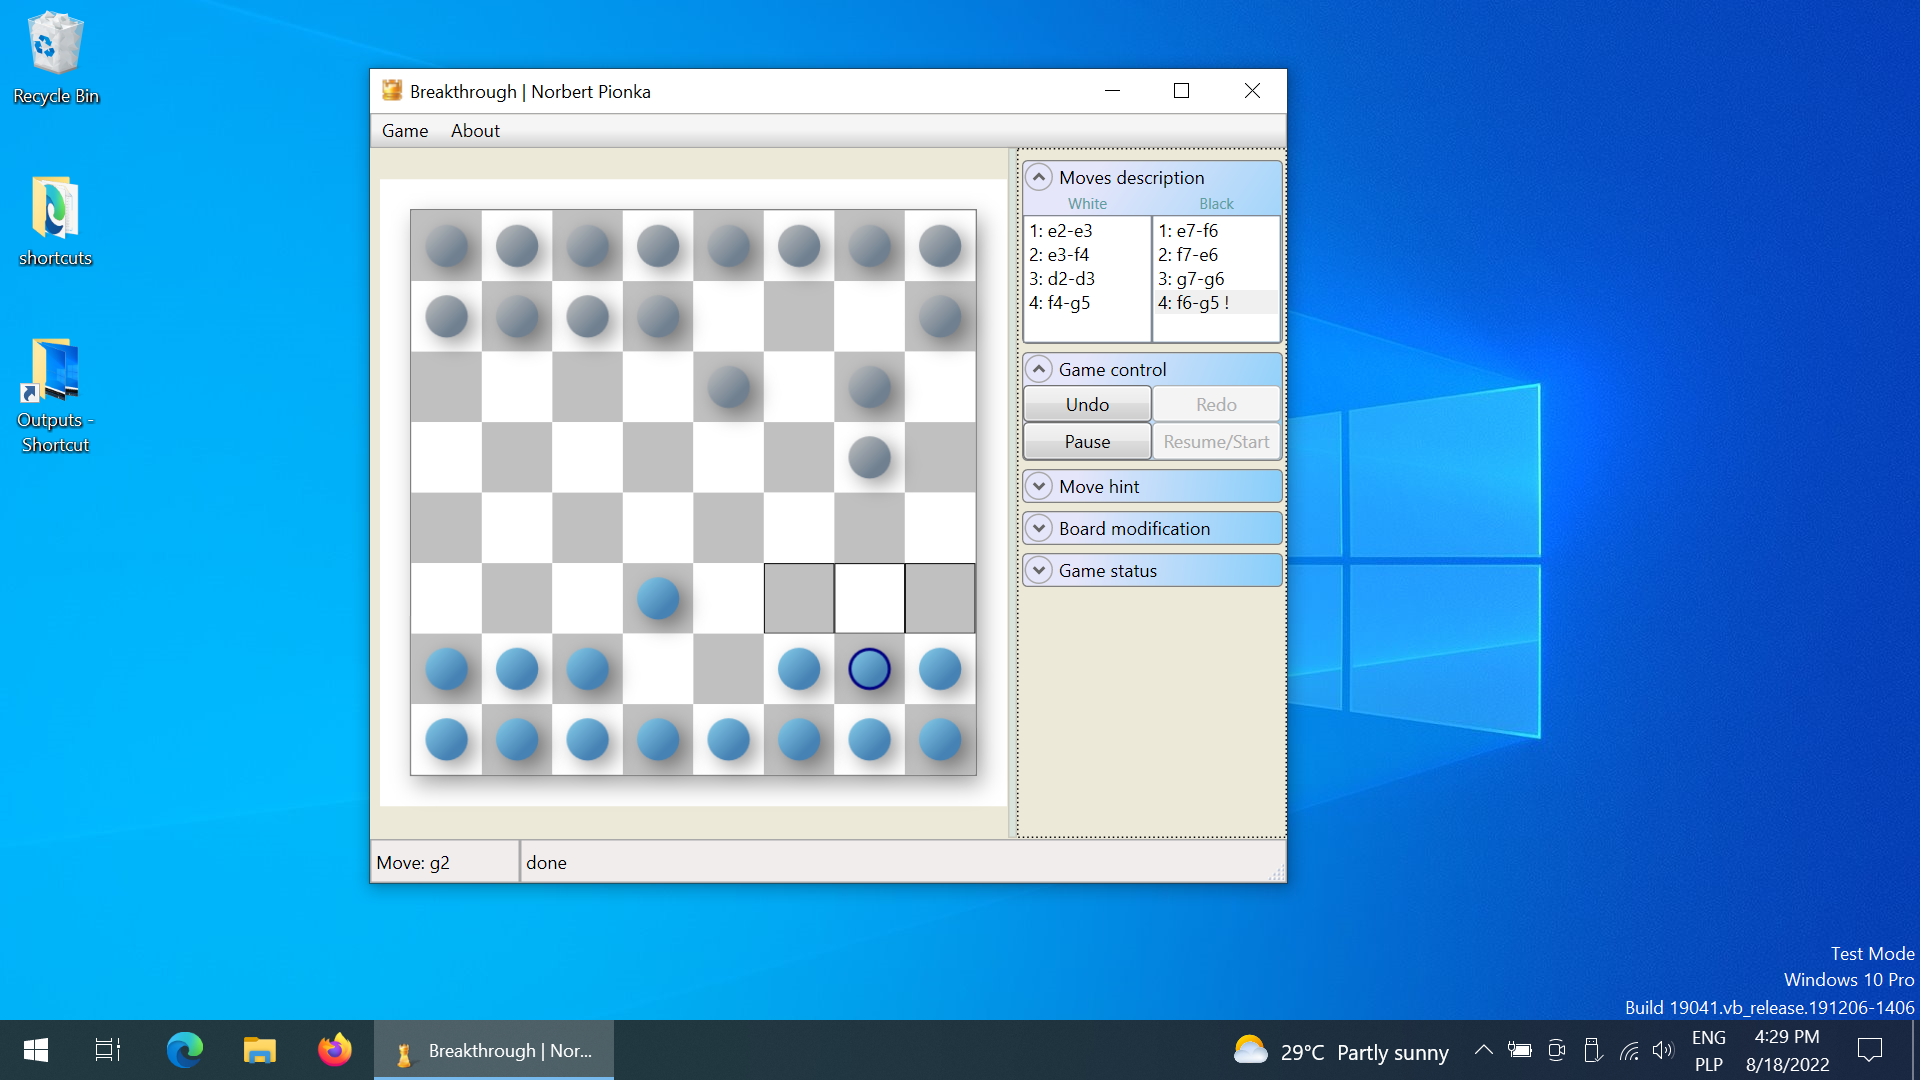 Recycle Bin
shortcuts
Outputs -
Shortcut
Breakthrough | Norbert Pionka
Game About
Moves description
White Black
1: e2-e3 1: e7-f6
2: e3-f4 2: f7-e6
3: d2-d3 3: g7-g6
4: f4-g5 4: f6-g5 !
Game control
Undo Redo
Pause Resume/Start
Move hint
Board modification
Game status
Move: g2 done
Test Mode
Windows 10 Pro
Build 19041.vb_release.191206-1406
Breakthrough | Nor...
29°C Partly sunny
ENG
PLP
4:29 PM
8/18/2022